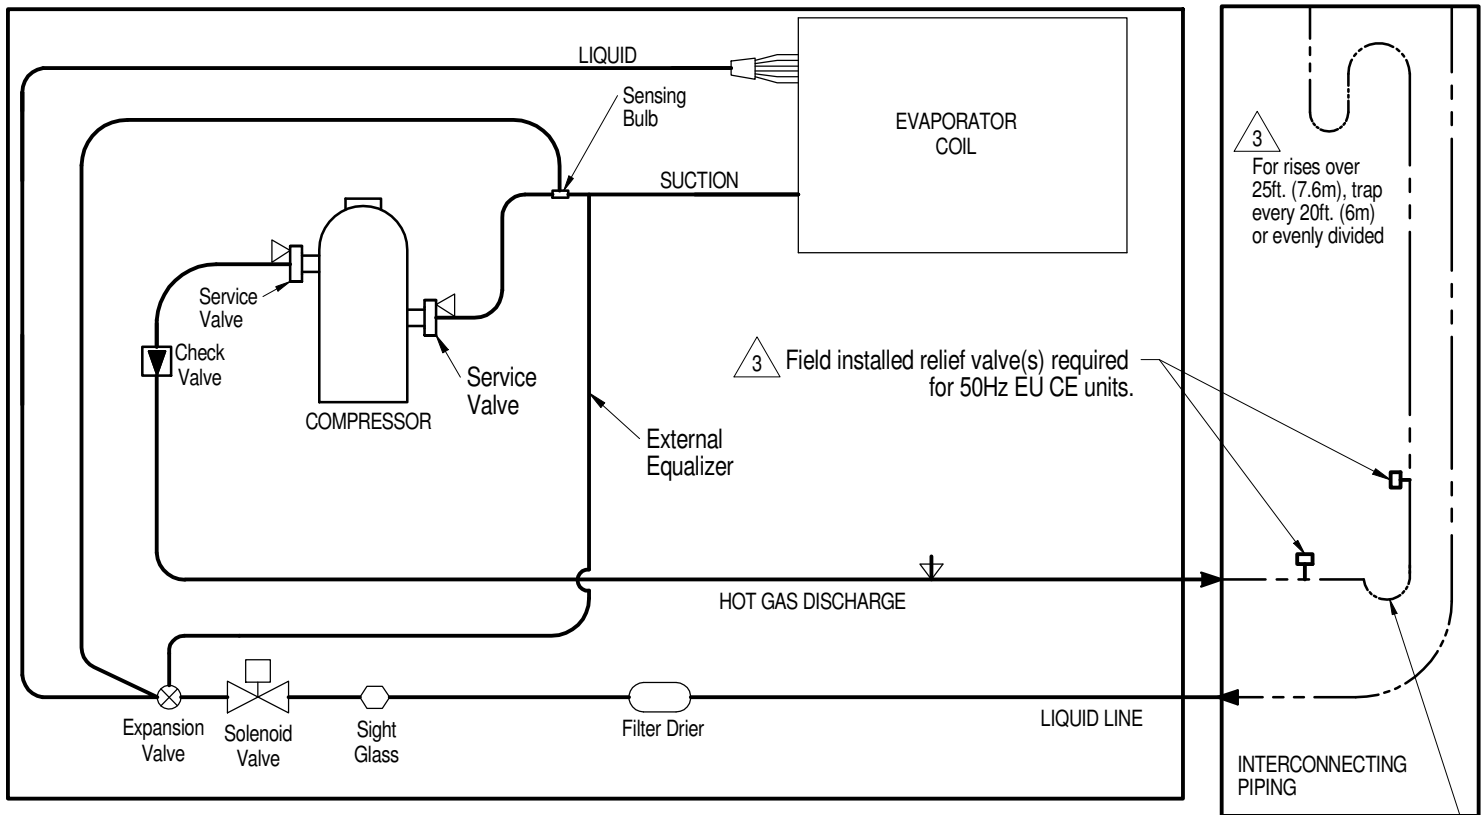 LIQUID
Sensing
Bulb
EVAPORATOR
COIL
SUCTION
3
For rises over
25ft. (7.6m), trap
every 20ft. (6m)
or evenly divided
Service
Valve
Check
Valve
Service
Valve
COMPRESSOR
3
Field installed relief valve(s) required
for 50Hz EU CE units.
External
Equalizer
HOT GAS DISCHARGE
Expansion
Valve
Solenoid
Valve
Sight
Glass
Filter Drier
LIQUID LINE
INTERCONNECTING
PIPING